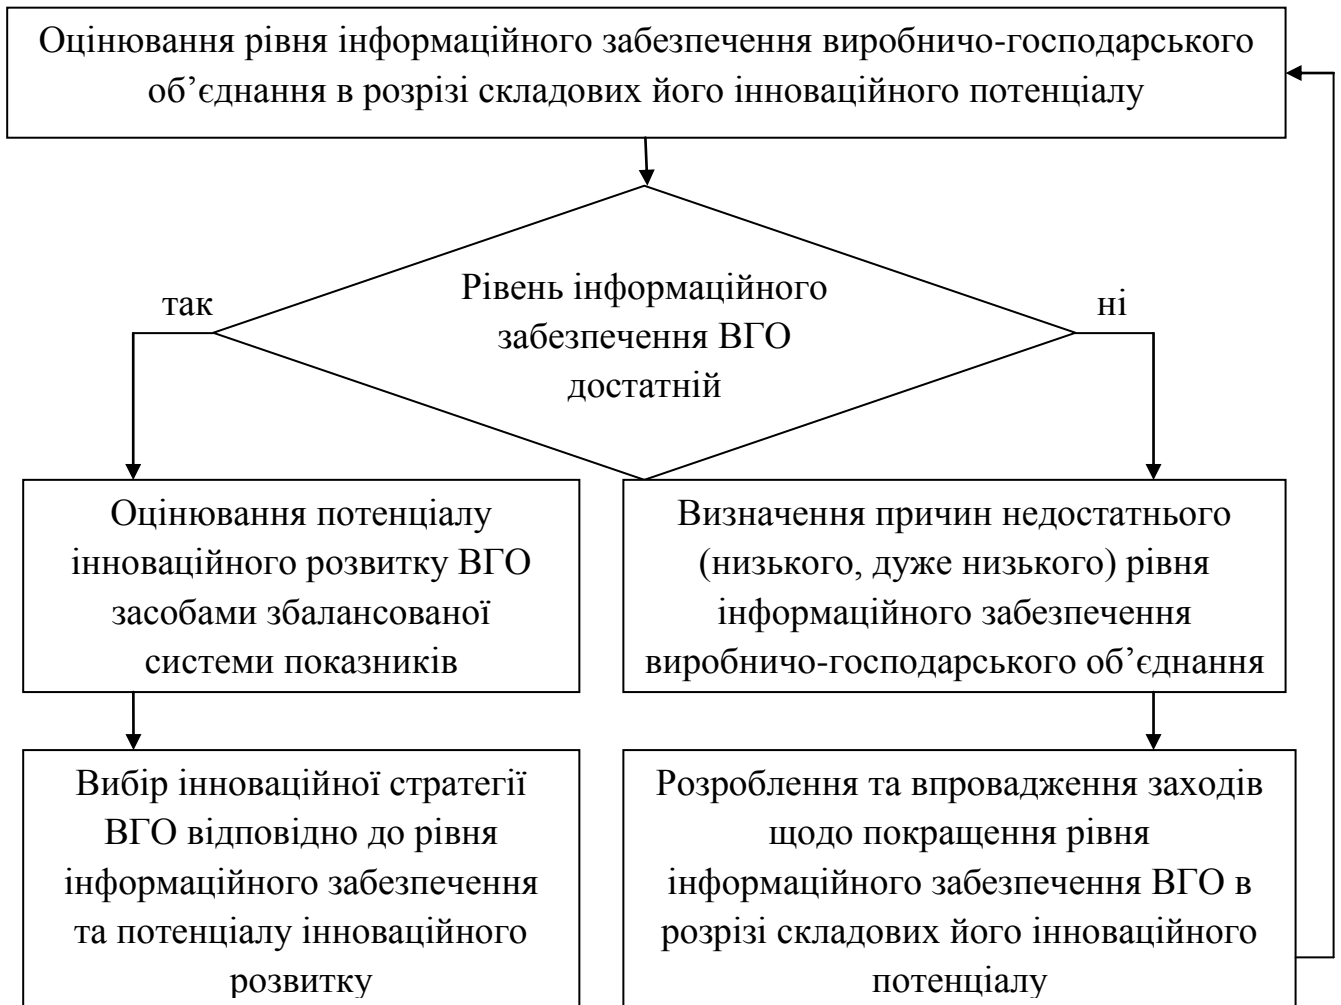 Оцінювання рівня інформаційного забезпечення виробничо-господарського
об’єднання в розрізі складових його інноваційного потенціалу
Рівень інформаційного
забезпечення ВГО
достатній
так
ні
Оцінювання потенціалу
інноваційного розвитку ВГО
засобами збалансованої
системи показників
Визначення причин недостатнього
(низького, дуже низького) рівня
інформаційного забезпечення
виробничо-господарського об’єднання
Вибір інноваційної стратегії
ВГО відповідно до рівня
інформаційного забезпечення
та потенціалу інноваційного
розвитку
Розроблення та впровадження заходів
щодо покращення рівня
інформаційного забезпечення ВГО в
розрізі складових його інноваційного
потенціалу